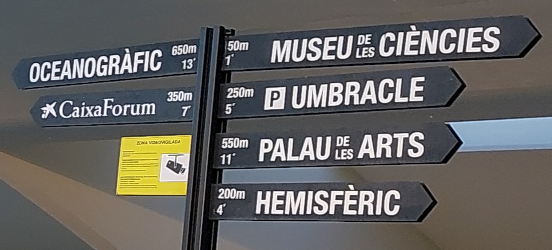 OCEANOGRÀFIC 650m
13'
CaixaForum 350m
7'
ZONA VIDEOVIGILADA
50m MUSEU DE LES CIÈNCIES
1'
250m P UMBRACLE
5'
550m PALAU DE LES ARTS
11'
200m HEMISFÈRIC
4'